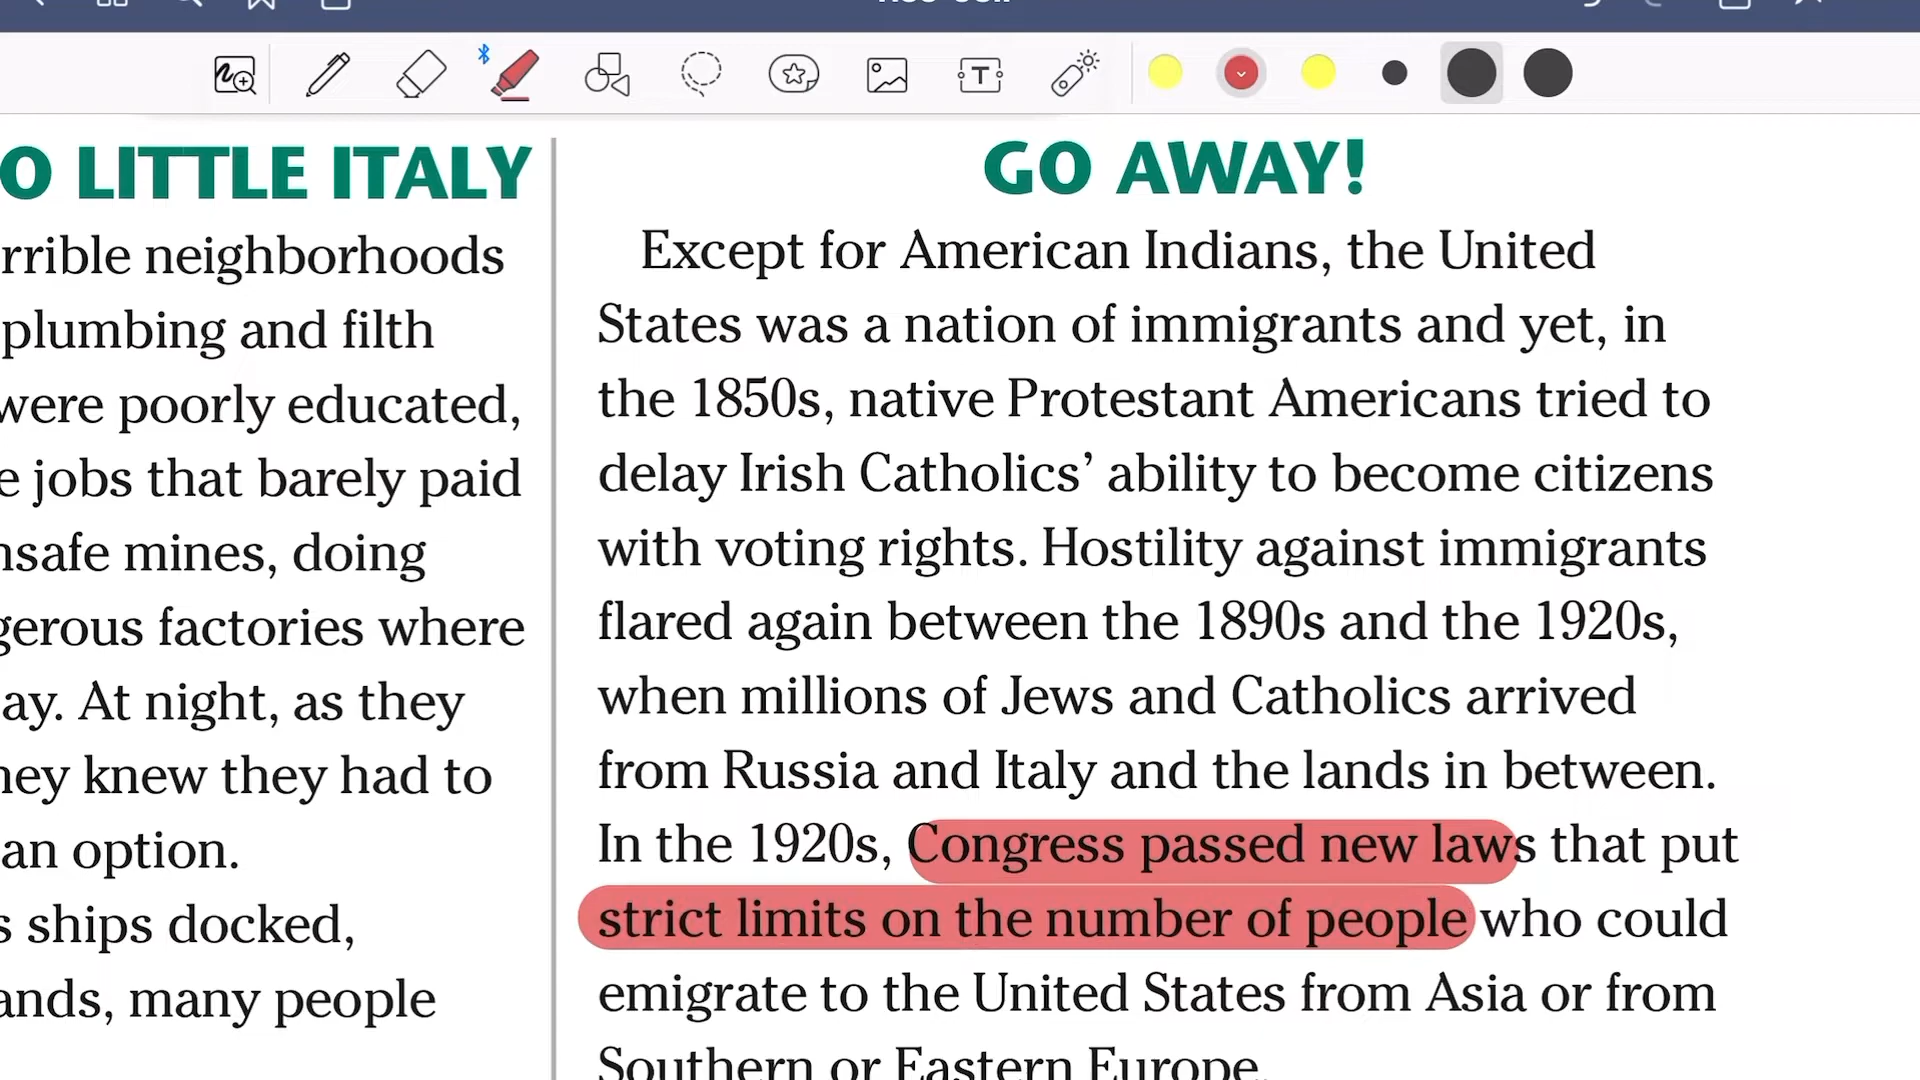 O LITTLE ITALY
rrible neighborhoods
plumbing and filth
were poorly educated,
e jobs that barely paid
nsafe mines, doing
gerous factories where
ay. At night, as they
hey knew they had to
an option.
s ships docked,
ands, many people
GO AWAY!
Except for American Indians, the United
States was a nation of immigrants and yet, in
the 1850s, native Protestant Americans tried to
delay Irish Catholics’ ability to become citizens
with voting rights. Hostility against immigrants
flared again between the 1890s and the 1920s,
when millions of Jews and Catholics arrived
from Russia and Italy and the lands in between.
In the 1920s, Congress passed new laws that put
strict limits on the number of people who could
emigrate to the United States from Asia or from
Southern or Eastern Europe.